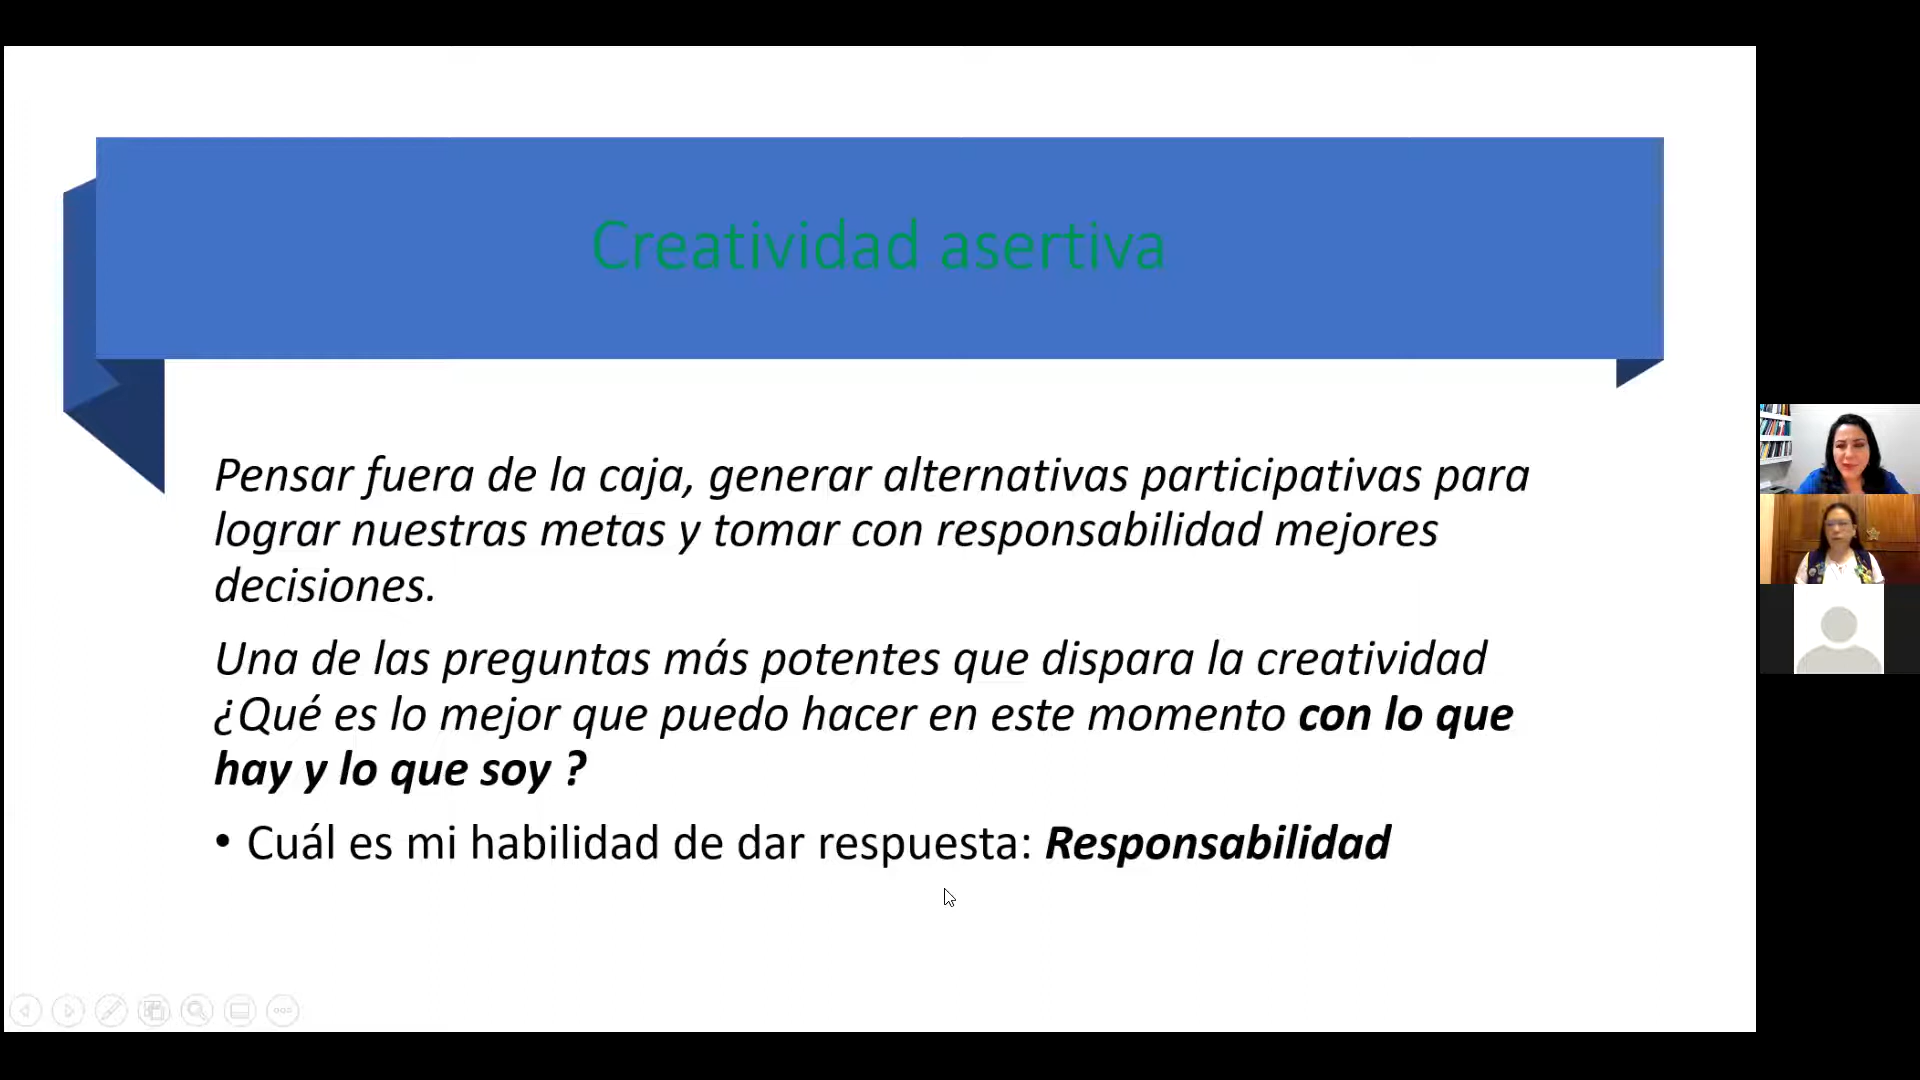 Creatividad asertiva
Pensar fuera de la caja, generar alternativas participativas para
lograr nuestras metas y tomar con responsabilidad mejores
decisiones.
Una de las preguntas más potentes que dispara la creatividad
¿Qué es lo mejor que puedo hacer en este momento con lo que
hay y lo que soy ?
• Cuál es mi habilidad de dar respuesta: Responsabilidad